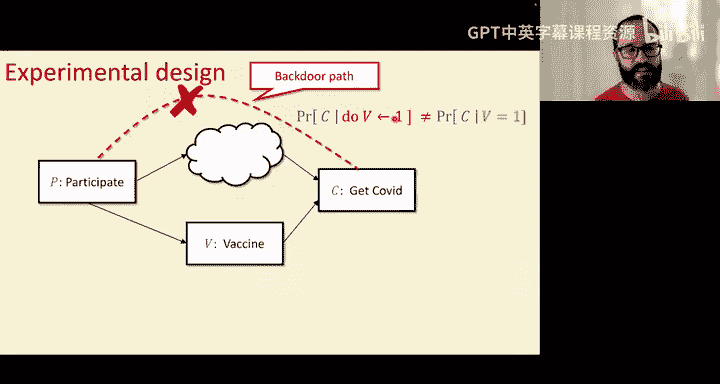 GPT中英字幕课程资源
Experimental design
Backdoor path
Pr[ C | do V ← 1 ] ≠ Pr[ C | V = 1]
P: Participate
C: Get Covid
V: Vaccine